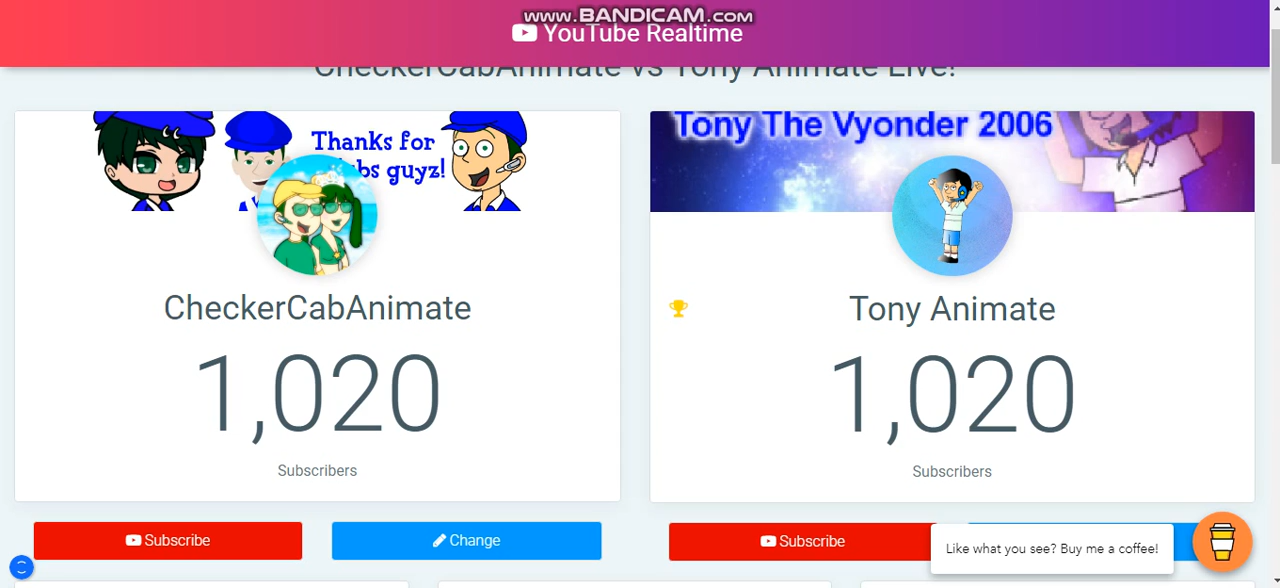 www.BANDICAM.com
YouTube Realtime
CheckerCabAnimate vs Tony Animate Live!
Thanks for
bs guyz!
Tony The Vyonder 2006
CheckerCabAnimate
Tony Animate
1,020
1,020
Subscribers
Subscribers
Subscribe
Change
Subscribe
Like what you see? Buy me a coffee!